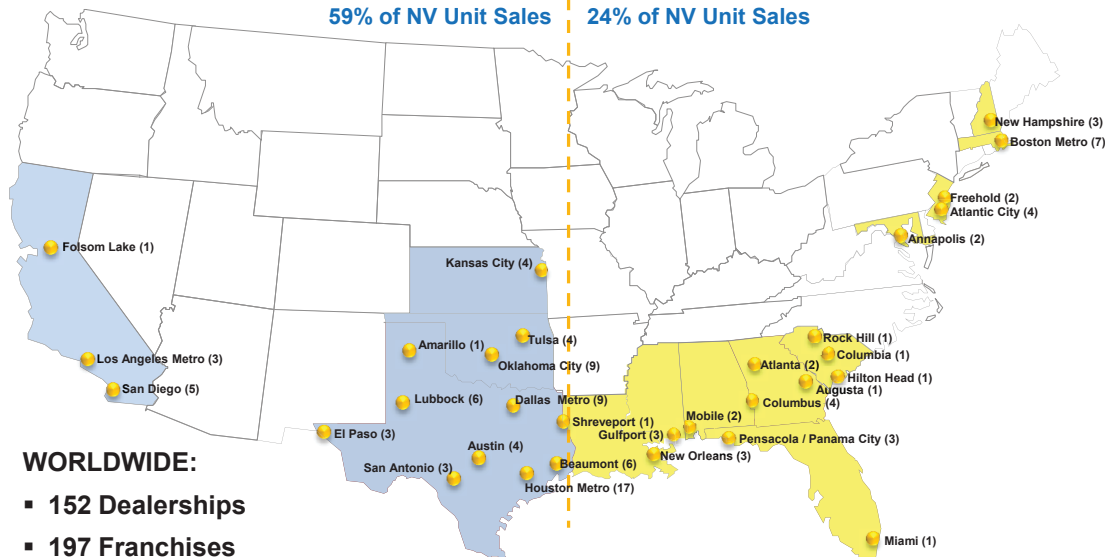 59% of NV Unit Sales
24% of NV Unit Sales
New Hampshire (3)
Boston Metro (7)
Freehold (2)
Atlantic City (4)
Annapolis (2)
Folsom Lake (1)
Kansas City (4)
Los Angeles Metro (3)
San Diego (5)
Amarillo (1)
Tulsa (4)
Oklahoma City (9)
Lubbock (6)
Dallas Metro (9)
El Paso (3)
Austin (4)
San Antonio (3)
Houston Metro (17)
Beaumont (6)
Shreveport (1)
Gulfport (3)
New Orleans (3)
Mobile (2)
Pensacola / Panama City (3)
Rock Hill (1)
Columbia (1)
Atlanta (2)
Hilton Head (1)
Augusta (1)
Columbus (4)
Miami (1)
WORLDWIDE:
▪ 152 Dealerships
▪ 197 Franchises